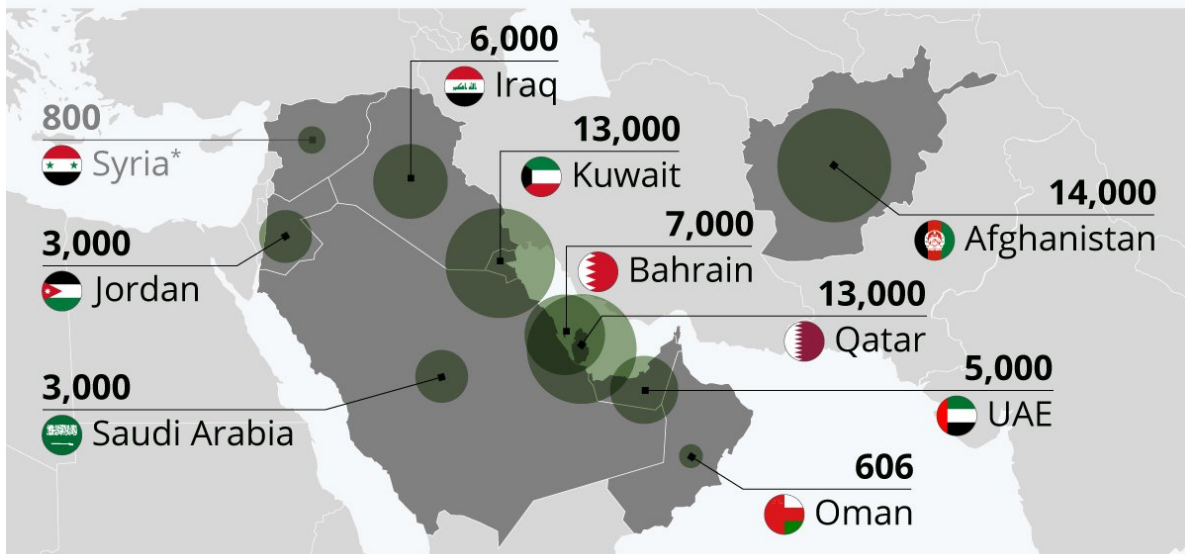 6,000
Iraq
800
Syria*
13,000
Kuwait
14,000
Afghanistan
3,000
Jordan
7,000
Bahrain
13,000
Qatar
3,000
Saudi Arabia
5,000
UAE
606
Oman